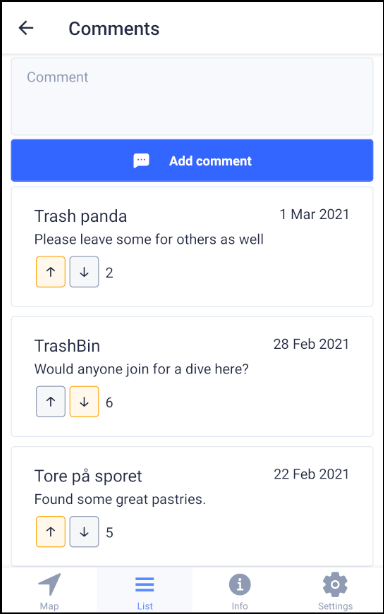 Comments
Comment
Add comment
Trash panda 1 Mar 2021
Please leave some for others as well
2
TrashBin 28 Feb 2021
Would anyone join for a dive here?
6
Tore på sporet 22 Feb 2021
Found some great pastries.
5
Map List Info Settings